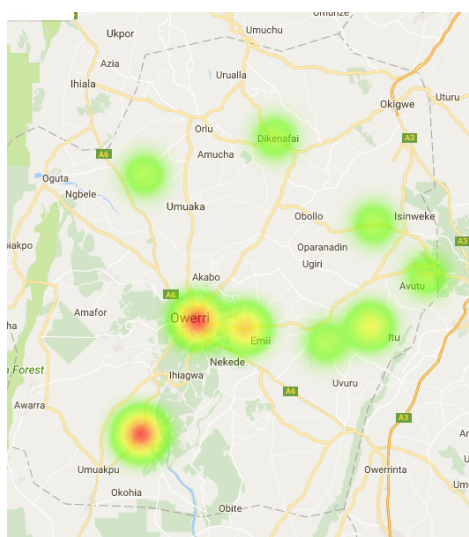 Ukpor
Umuchu
Azia
Ihiala
Urualla
Uturu
Okigwe
Orlu
Dikenafai
A3
Amucha
A6
Oguta
Ngbele
Umuaka
Obollo
Isinweke
Oparanadin
A3
Ugiri
Akabo
Avutu
A6
Amafor
Owerri
Emii
Itu
Nekede
Ihiagwa
Uvuru
A6
Awarra
A3
Umuakpu
Owerrinta
Okohia
Obite